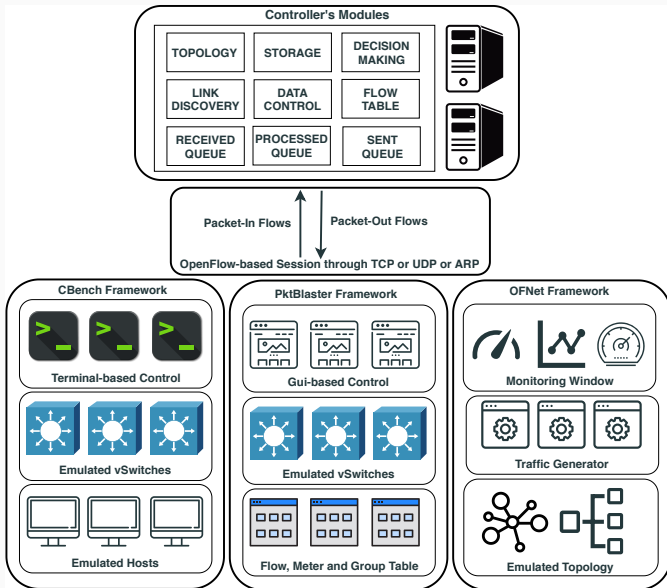 Controller's Modules
TOPOLOGY
STORAGE
DECISION
MAKING
LINK
DISCOVERY
DATA
CONTROL
FLOW
TABLE
RECEIVED
QUEUE
PROCESSED
QUEUE
SENT
QUEUE
Packet-In Flows
Packet-Out Flows
OpenFlow-based Session through TCP or UDP or ARP
CBench Framework
Terminal-based Control
Emulated vSwitches
Emulated Hosts
PktBlaster Framework
Gui-based Control
Emulated vSwitches
Flow, Meter and Group Table
OFNet Framework
Monitoring Window
Traffic Generator
Emulated Topology